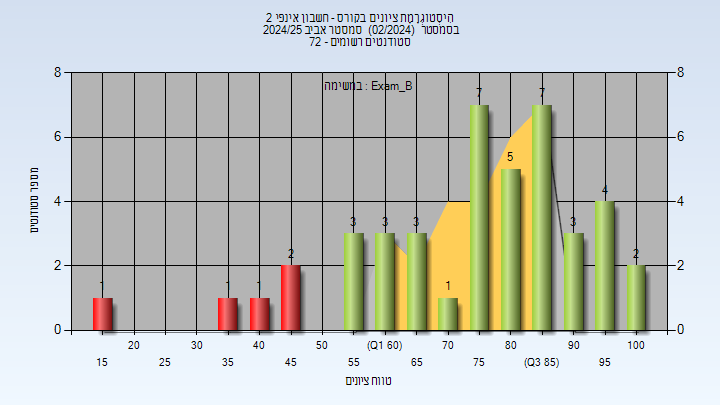 היסטוגרמת ציונים בקורס - חשבון אינפי 2
בסמסטר (02/2024) סמסטר אביב 2024/25
סטודנטים רשומים - 72
במשימה : Exam_B
מספר סטודנטים
8 8
6 6
4 4
2 2
0 0
1 1 1 2 3 3 3 1 7 5 7 3 4 2
20 30 40 50 (Q1 60) 70 80 90 100
15 25 35 45 55 65 75 (Q3 85) 95
טווח ציונים